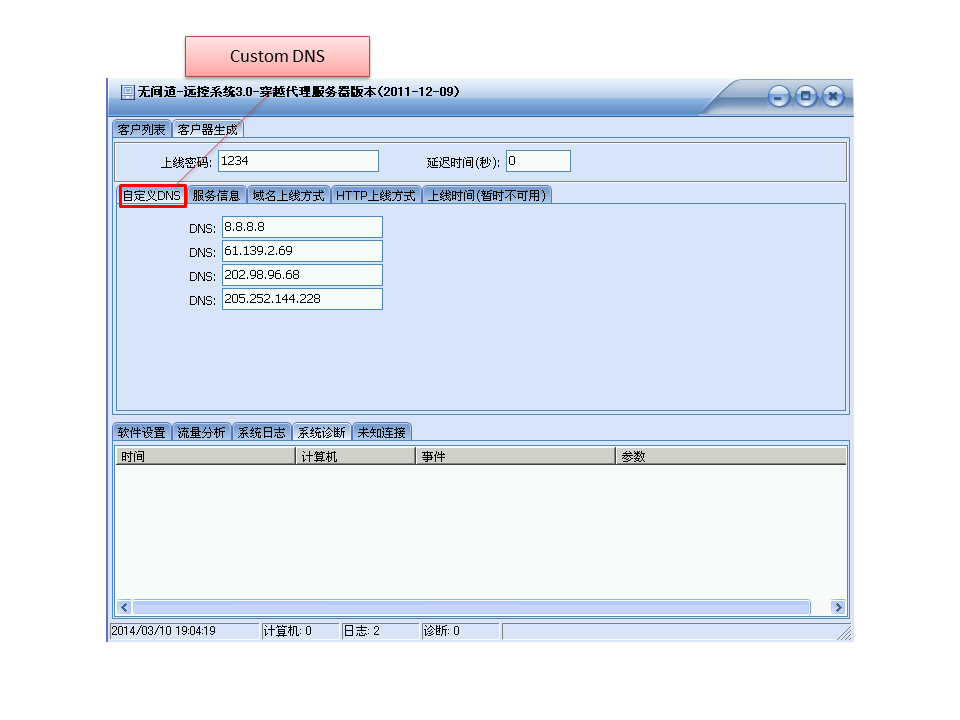 Custom DNS
无间道-远控系统3.0-穿越代理服务器版本(2011-12-09)
客户列表 客户器生成
上线密码: 1234 延迟时间(秒): 0
自定义DNS 服务信息 域名上线方式 HTTP上线方式 上线时间(暂时不可用)
DNS: 8.8.8.8
DNS: 61.139.2.69
DNS: 202.98.96.68
DNS: 205.252.144.228
软件设置 流量分析 系统日志 系统诊断 未知连接
时间 计算机 事件 参数
2014/03/10 19:04:19 计算机: 0 日志: 2 诊断: 0